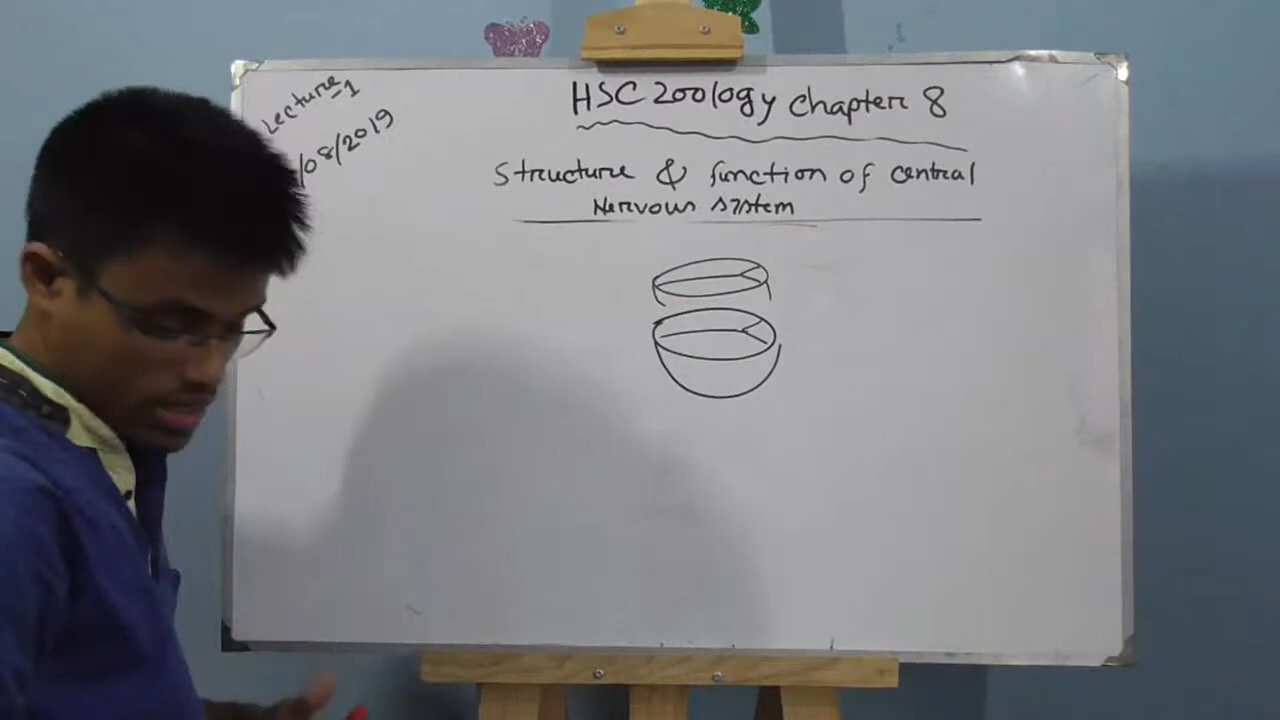 Lecture-1
/08/2019
HSC Zoology Chapter 8
Structure & function of central
Nervous system